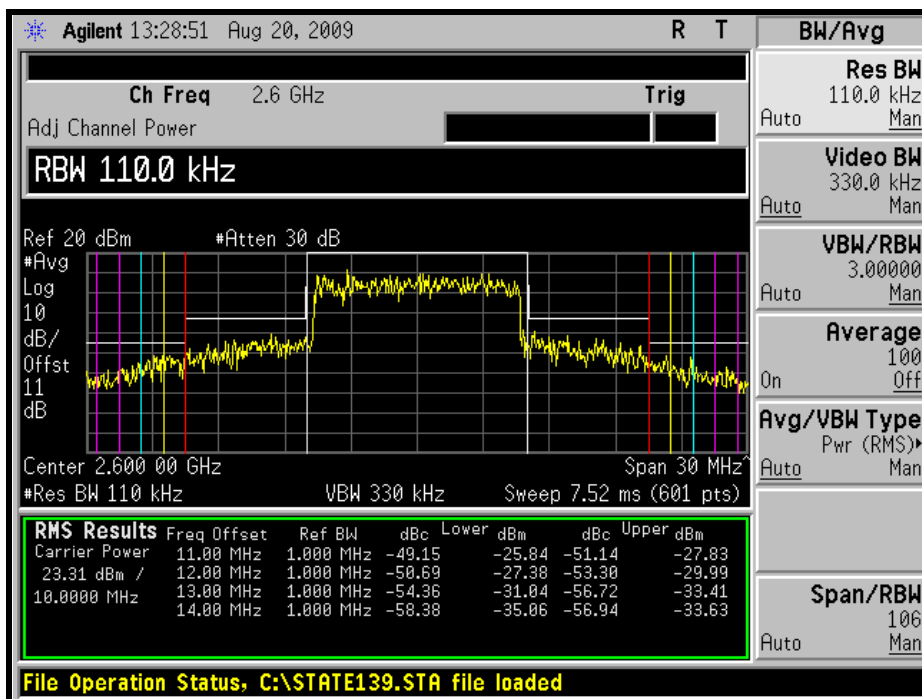 Agilent 13:28:51 Aug 20, 2009 R T
BW/Avg
Ch Freq 2.6 GHz Trig
Adj Channel Power
RBW 110.0 kHz
Ref 20 dBm #Atten 30 dB
#Avg
Log
10
dB/
Offst
11
dB
Center 2.600 00 GHz Span 30 MHz^
#Res BW 110 kHz VBW 330 kHz Sweep 7.52 ms (601 pts)
RMS Results Freq Offset Ref BW dBc Lower dBm dBc Upper dBm
Carrier Power 11.00 MHz 1.000 MHz -49.15 -25.84 -51.14 -27.83
23.31 dBm / 12.00 MHz 1.000 MHz -50.69 -27.38 -53.30 -29.99
10.0000 MHz 13.00 MHz 1.000 MHz -54.36 -31.04 -56.72 -33.41
14.00 MHz 1.000 MHz -58.38 -35.06 -56.94 -33.63
File Operation Status, C:\STATE139.STA file loaded
Res BW
110.0 kHz
Auto Man
Video BW
330.0 kHz
Auto Man
VBW/RBW
3.00000
Auto Man
Average
100
On Off
Avg/VBW Type
Pwr (RMS)▸
Auto Man
Span/RBW
106
Auto Man